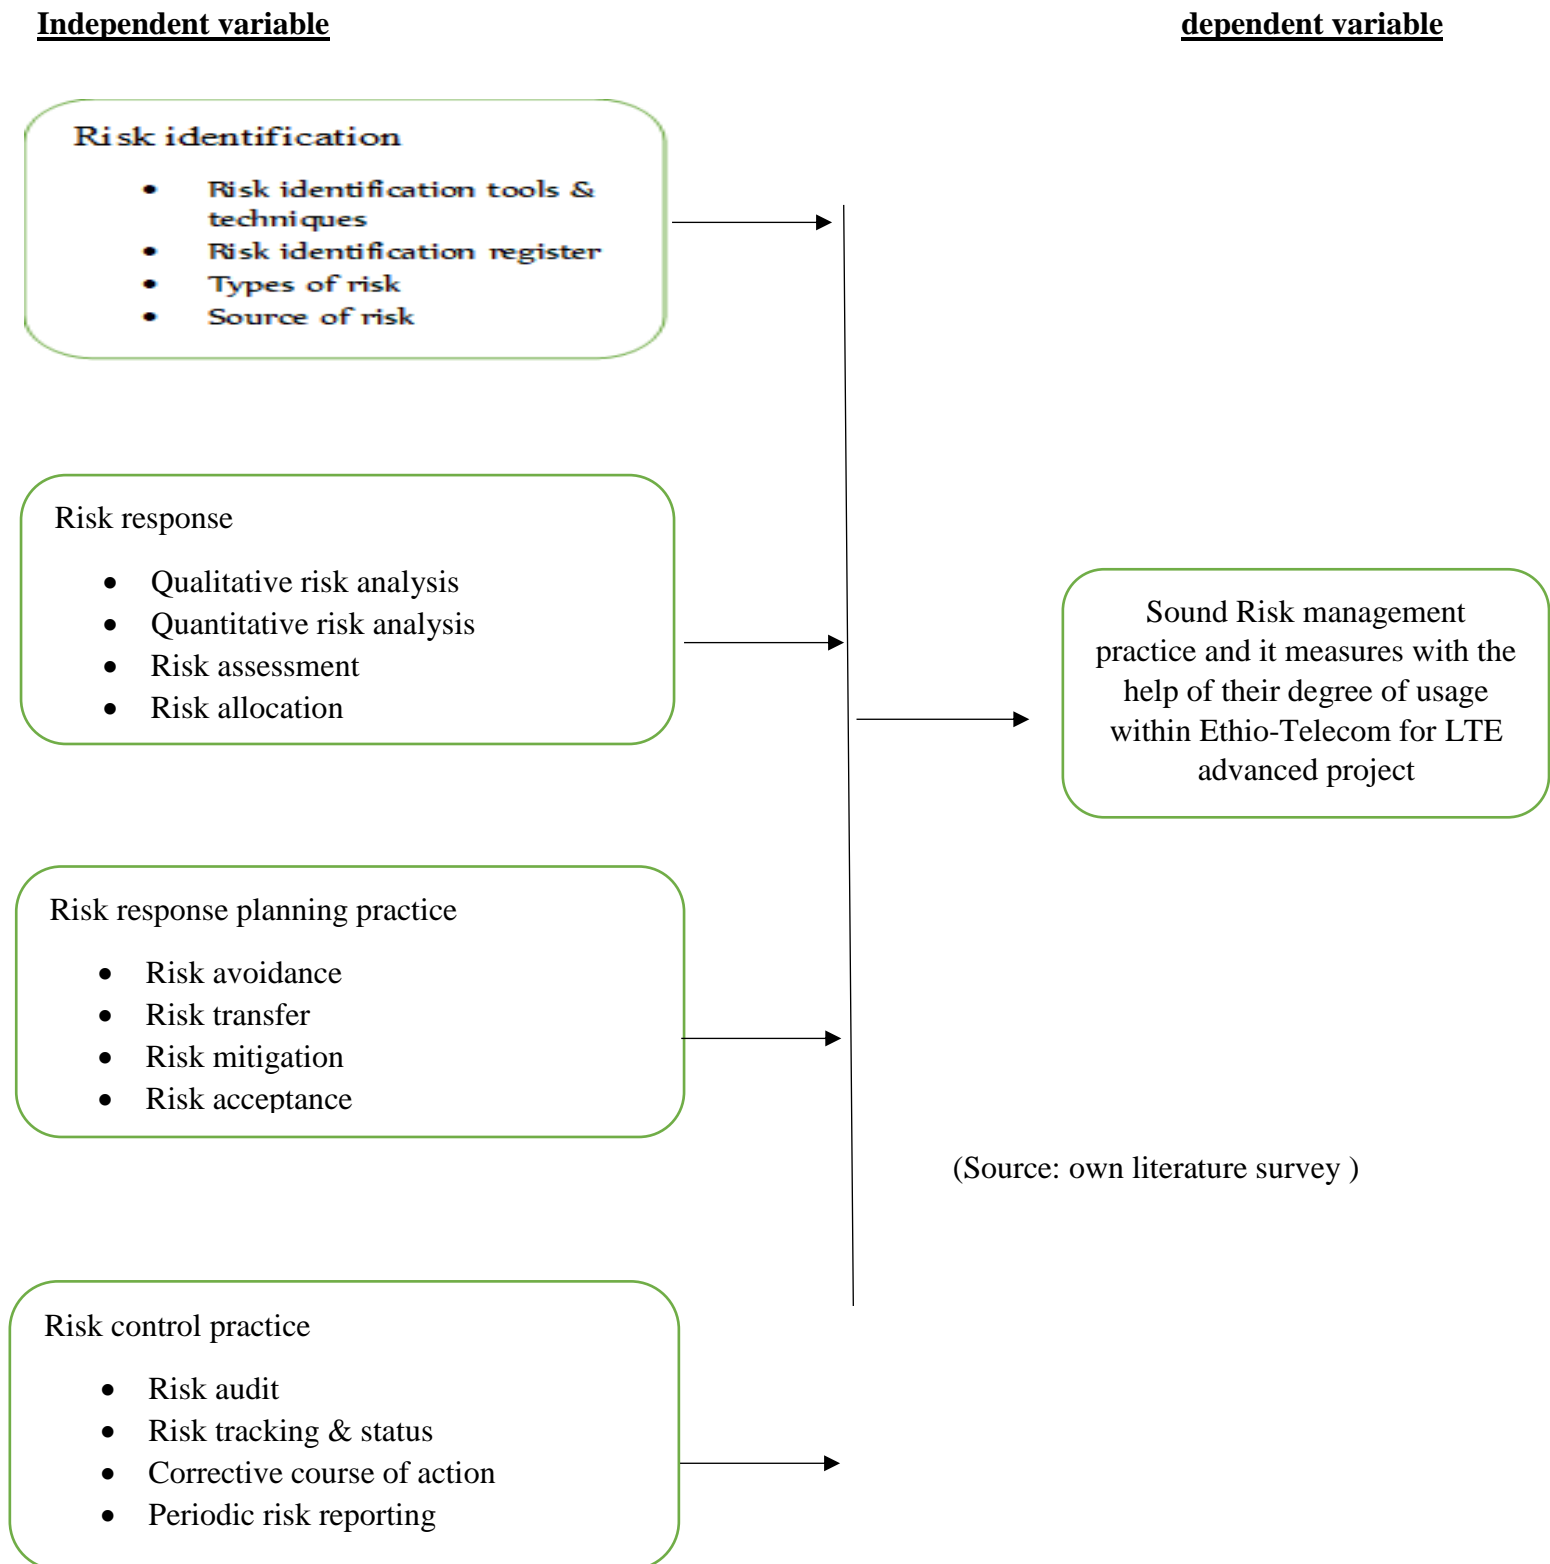 Independent variable
dependent variable
Risk identification
• Risk identification tools &
techniques
• Risk identification register
• Types of risk
• Source of risk
Risk response
• Qualitative risk analysis
• Quantitative risk analysis
• Risk assessment
• Risk allocation
Sound Risk management
practice and it measures with the
help of their degree of usage
within Ethio-Telecom for LTE
advanced project
Risk response planning practice
• Risk avoidance
• Risk transfer
• Risk mitigation
• Risk acceptance
(Source: own literature survey )
Risk control practice
• Risk audit
• Risk tracking & status
• Corrective course of action
• Periodic risk reporting